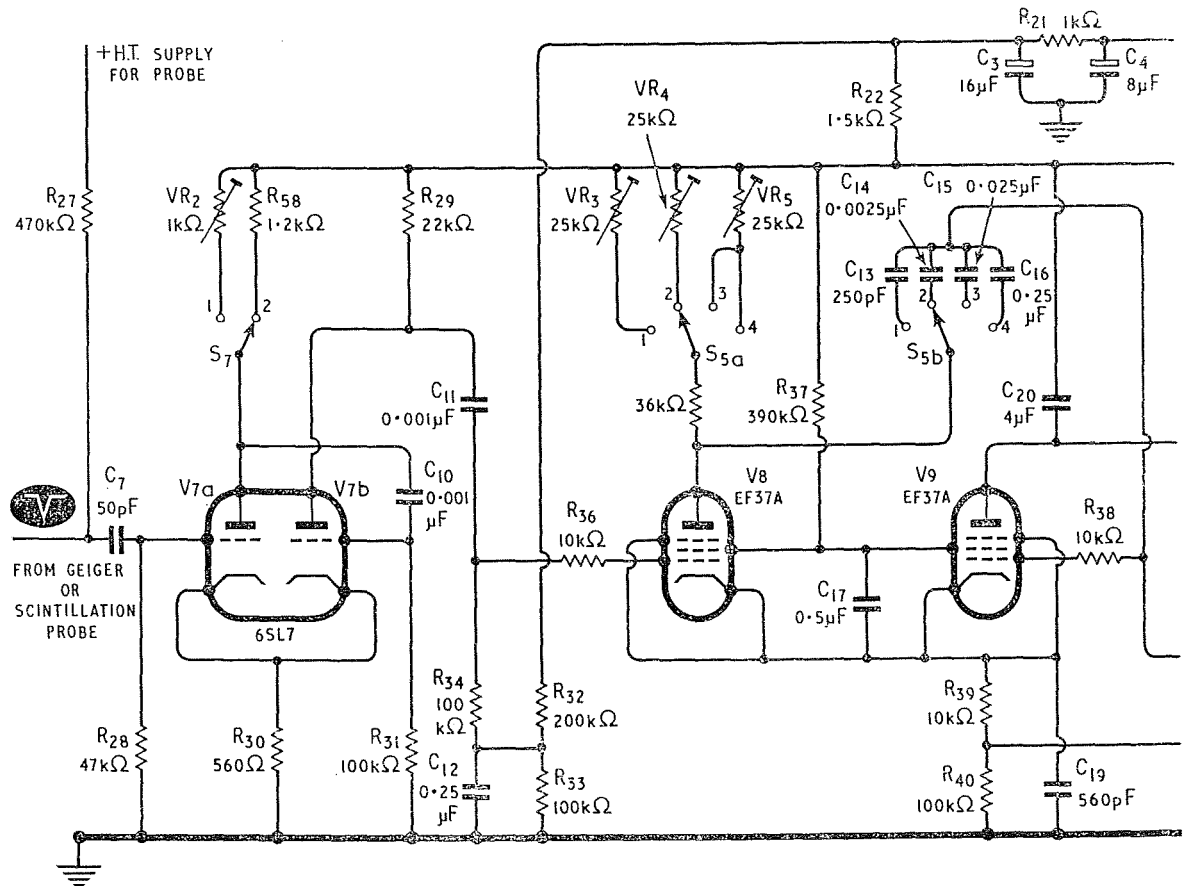 +H.T. SUPPLY
FOR PROBE
R21 1kΩ
C3
16µF
C4
8µF
VR4
25kΩ
R22
1·5kΩ
R27
470kΩ
VR2
1kΩ
R58
1·2kΩ
R29
22kΩ
VR3
25kΩ
VR5
25kΩ
C14
0·0025µF
C15 0·025µF
C13
250pF
C16
0·25
µF
1
2
S7
1
2
3
4
S5a
1
2
3
4
S5b
C11
0·001µF
36kΩ
R37
390kΩ
C20
4µF
C7
50pF
V7a
V7b
C10
0·001
µF
V8
EF37A
V9
EF37A
R36
10kΩ
R38
10kΩ
FROM GEIGER
OR
SCINTILLATION
PROBE
6SL7
C17
0·5µF
R28
47kΩ
R30
560Ω
R31
100kΩ
R34
100
kΩ
R32
200kΩ
C12
0·25
µF
R33
100kΩ
R39
10kΩ
R40
100kΩ
C19
560pF